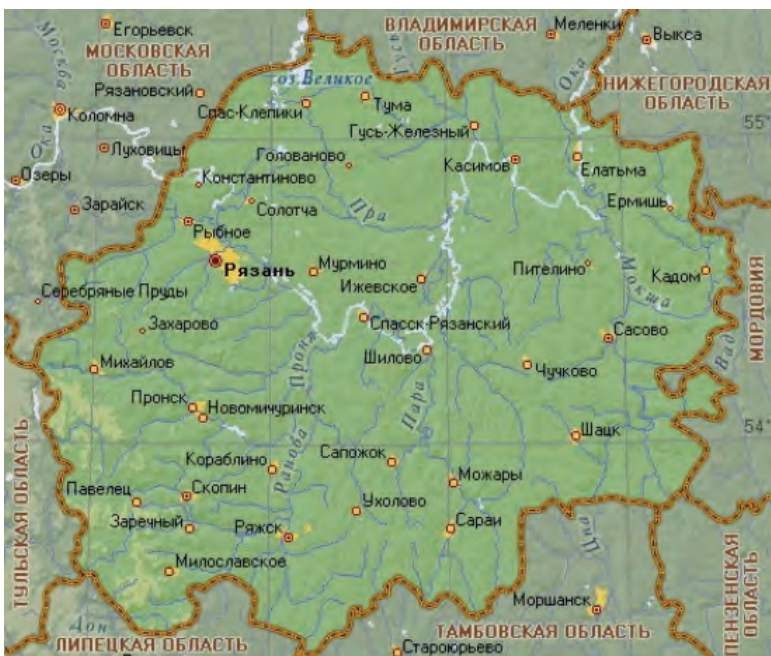 Егорьевск
ВЛАДИМИРСКАЯ
ОБЛАСТЬ
Меленки
Выкса
Москва
МОСКОВСКАЯ
ОБЛАСТЬ
оз. Великое
Гусь
Ока
НИЖЕГОРОДСКАЯ
ОБЛАСТЬ
Рязановский
Спас-Клепики
Тума
Коломна
Гусь-Железный
55°
Ока
Луховицы
Голованово
Касимов
Елатьма
Озеры
Константиново
Зарайск
Солотча
Пра
Ермишь
Рыбное
Рязань
Мурмино
Ижевское
Пителино
Мокша
Кадом
МОРДОВИЯ
Серебряные Пруды
Захарово
Спасск-Рязанский
Сасово
Михайлов
Проня
Шилово
Чучково
Вад
Пронск
Новомичуринск
Пара
Шацк
54°
ТУЛЬСКАЯ ОБЛАСТЬ
Кораблино
Ранова
Сапожок
Можары
Павелец
Скопин
Ухолово
Заречный
Ряжск
Сараи
Цна
ПЕНЗЕНСКАЯ
ОБЛАСТЬ
Милославское
Моршанск
Дон
ЛИПЕЦКАЯ ОБЛАСТЬ
ТАМБОВСКАЯ ОБЛАСТЬ
Староюрьево